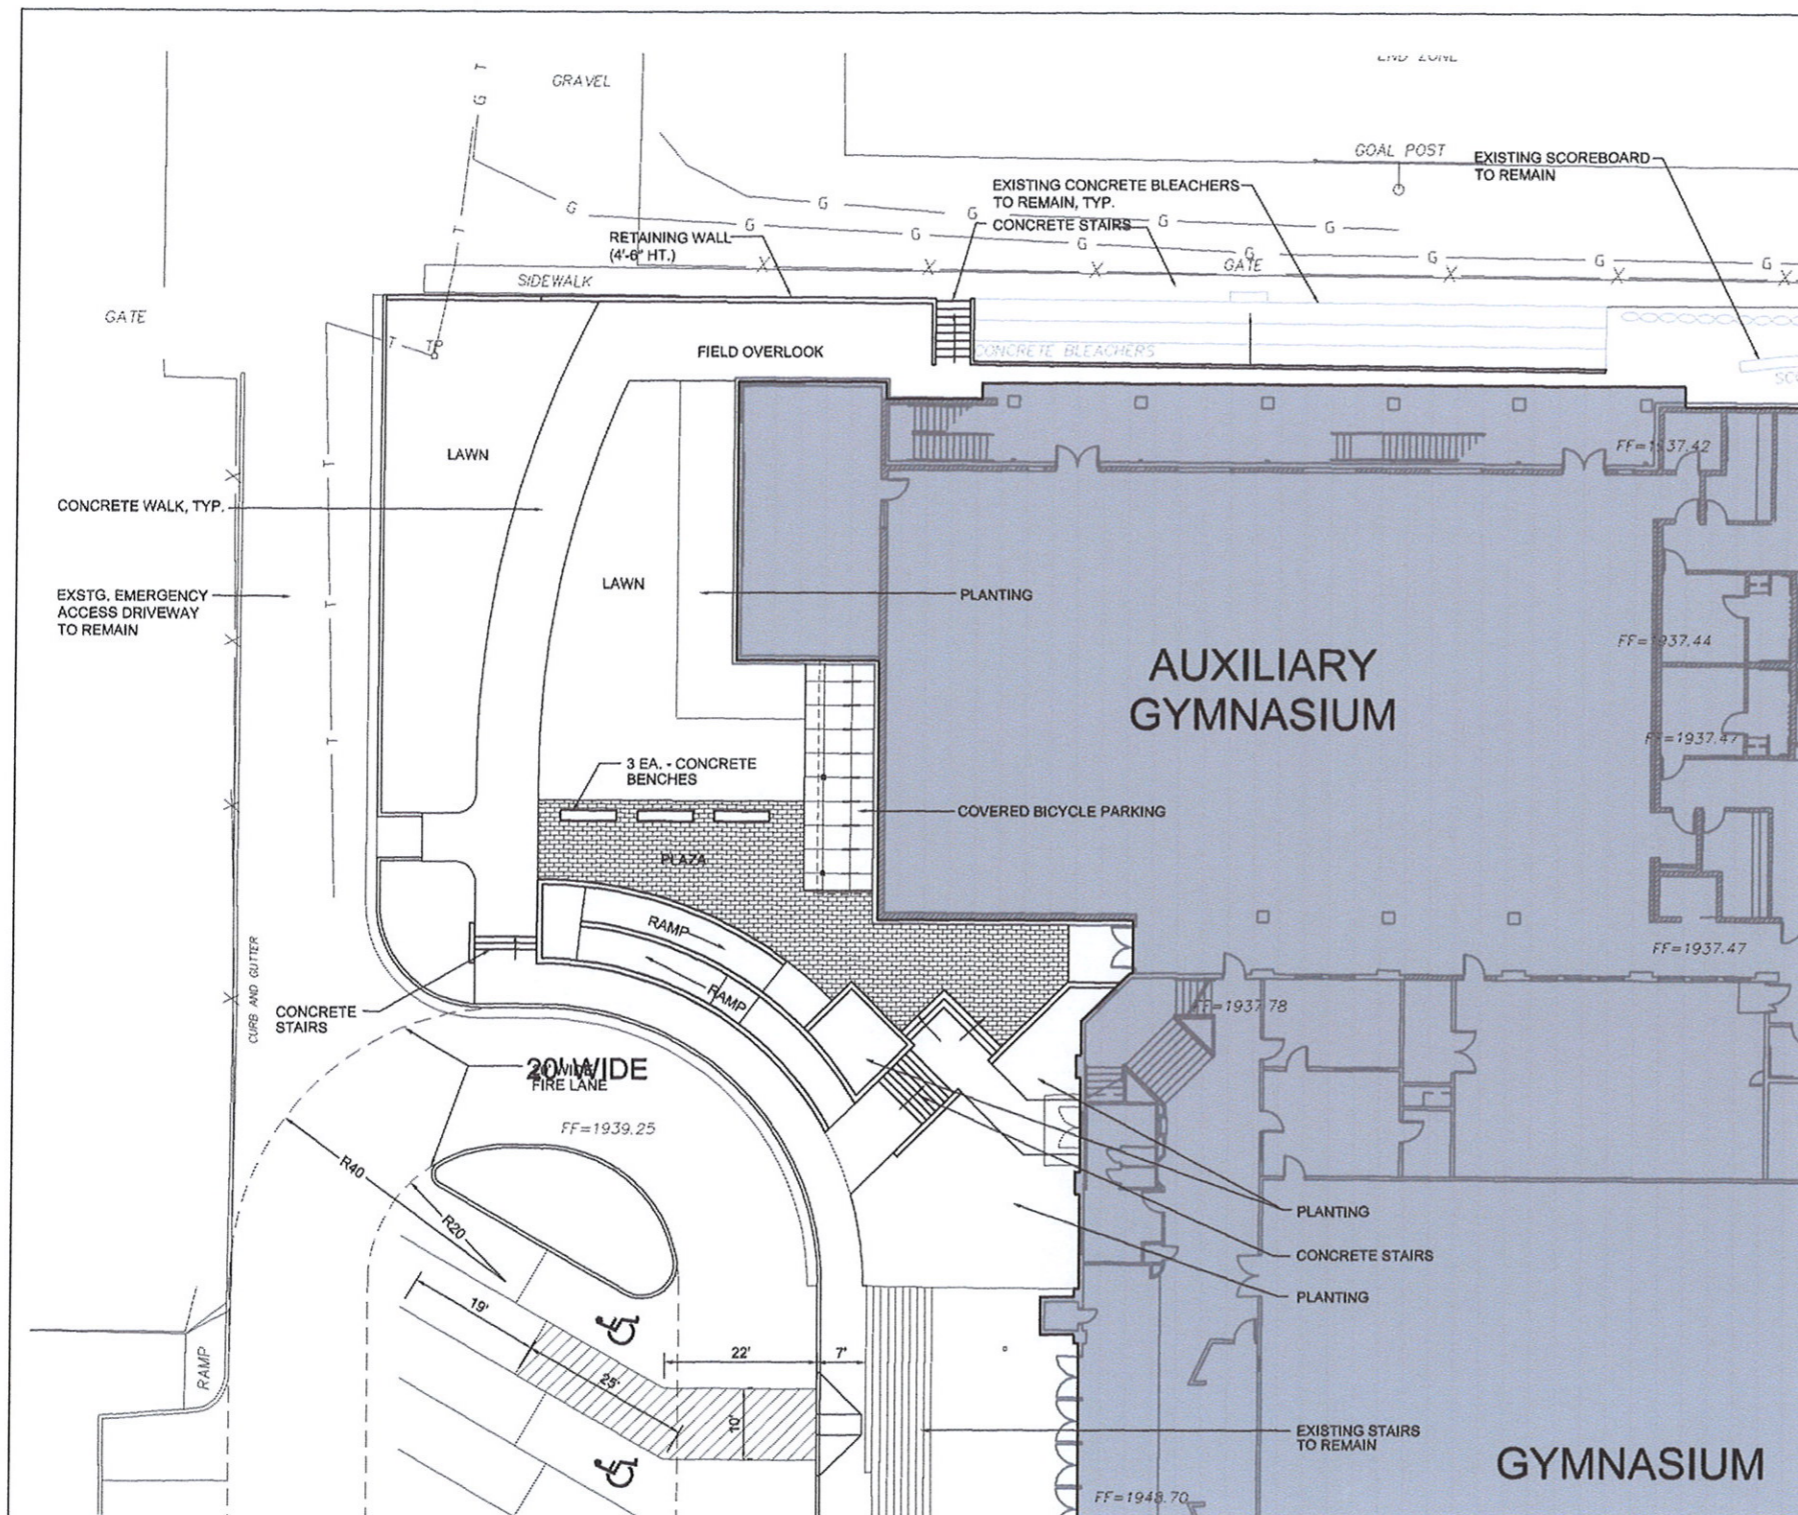 END ZONE
T
G
GRAVEL
T
GOAL POST
EXISTING SCOREBOARD
TO REMAIN
EXISTING CONCRETE BLEACHERS
TO REMAIN, TYP.
CONCRETE STAIRS
G
G
G
G
G
G
G
G
G
G
G
G
T
RETAINING WALL
(4'-6" HT.)
GATE
X
X
X
X
X
X
SIDEWALK
GATE
T
TP
FIELD OVERLOOK
CONCRETE BLEACHERS
LAWN
T
X
FF=1937.42
CONCRETE WALK, TYP.
EXSTG. EMERGENCY
ACCESS DRIVEWAY
TO REMAIN
T
LAWN
PLANTING
X
FF=1937.44
AUXILIARY
GYMNASIUM
T
FF=1937.47
3 EA. - CONCRETE
BENCHES
X
COVERED BICYCLE PARKING
PLAZA
RAMP
RAMP
FF=1937.47
CURB AND GUTTER
X
CONCRETE
STAIRS
FF=1937.78
20' WIDE
20' WIDE
FIRE LANE
FF=1939.25
R40
R20
PLANTING
CONCRETE STAIRS
PLANTING
19'
25'
22'
7'
10'
RAMP
EXISTING STAIRS
TO REMAIN
GYMNASIUM
FF=1948.70